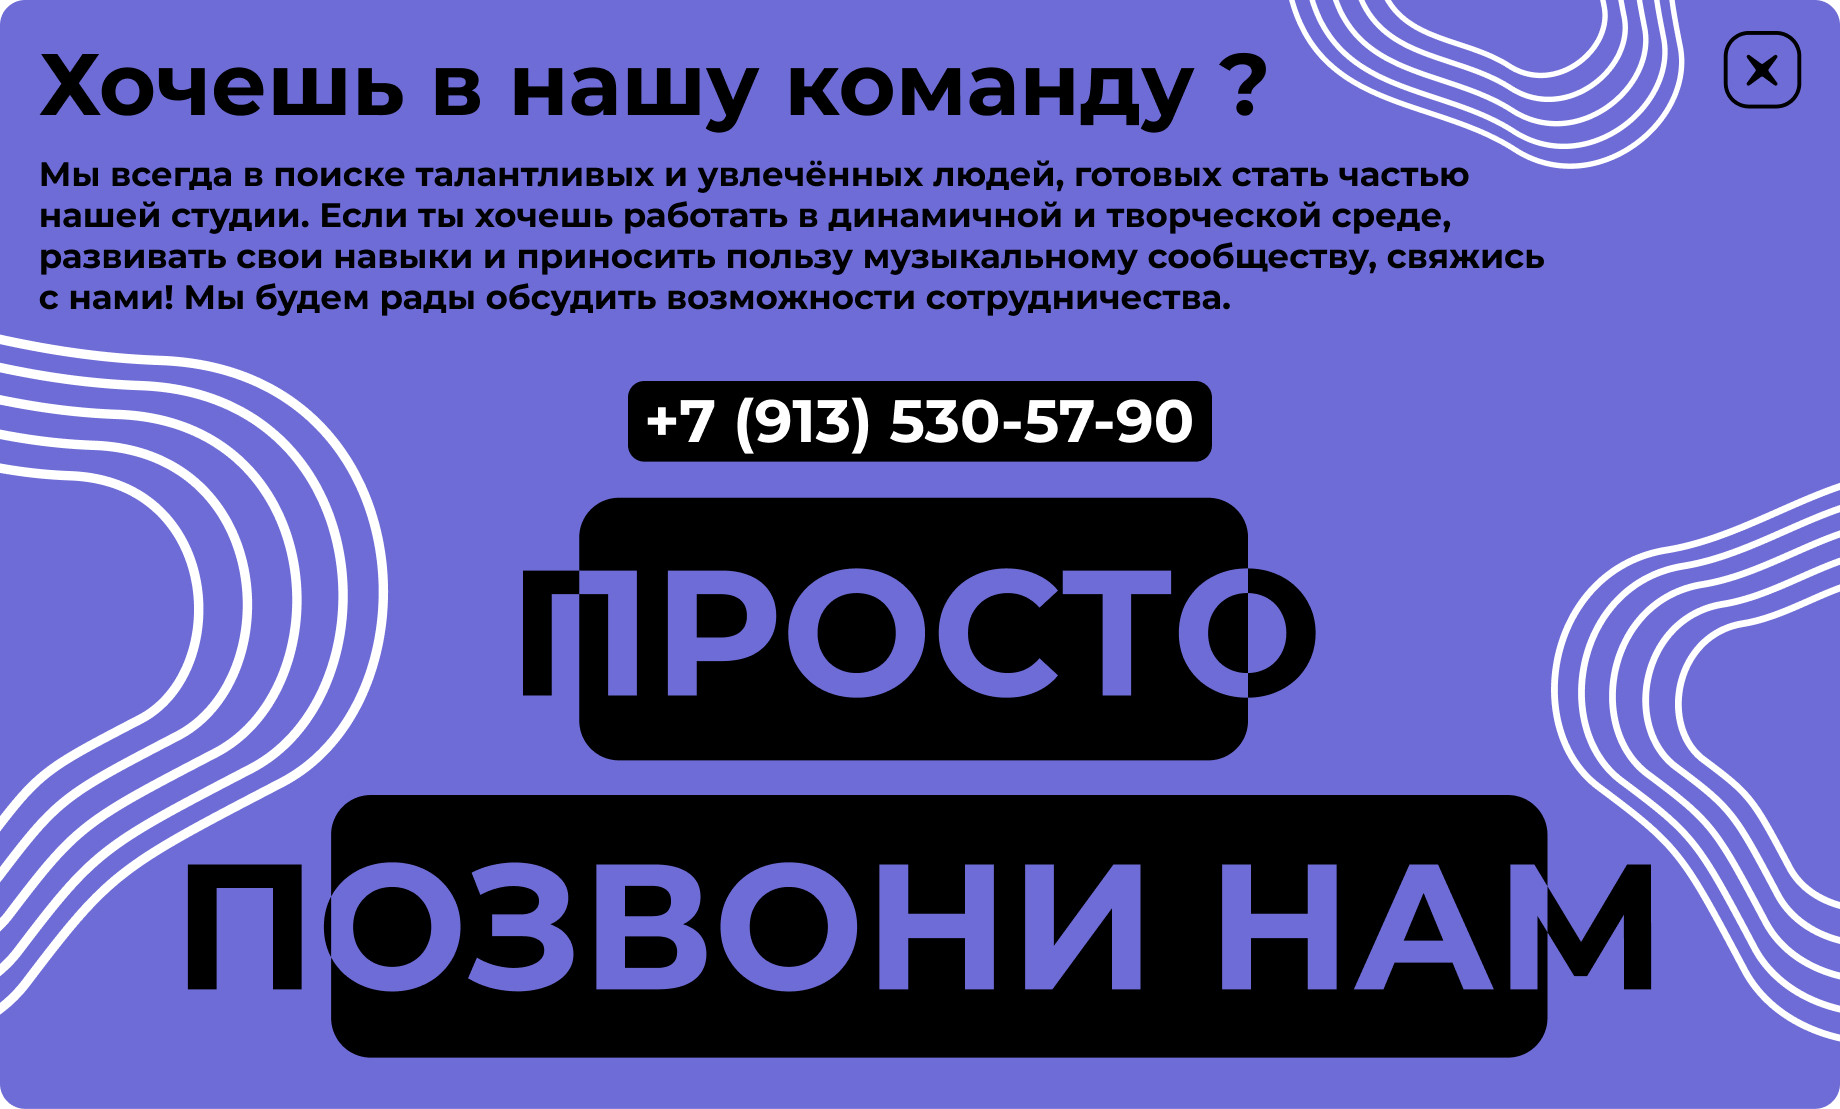 Хочешь в нашу команду ?
Мы всегда в поиске талантливых и увлечённых людей, готовых стать частью
нашей студии. Если ты хочешь работать в динамичной и творческой среде,
развивать свои навыки и приносить пользу музыкальному сообществу, свяжись
с нами! Мы будем рады обсудить возможности сотрудничества.
+7 (913) 530-57-90
ПРОСТО
ПОЗВОНИ НАМ